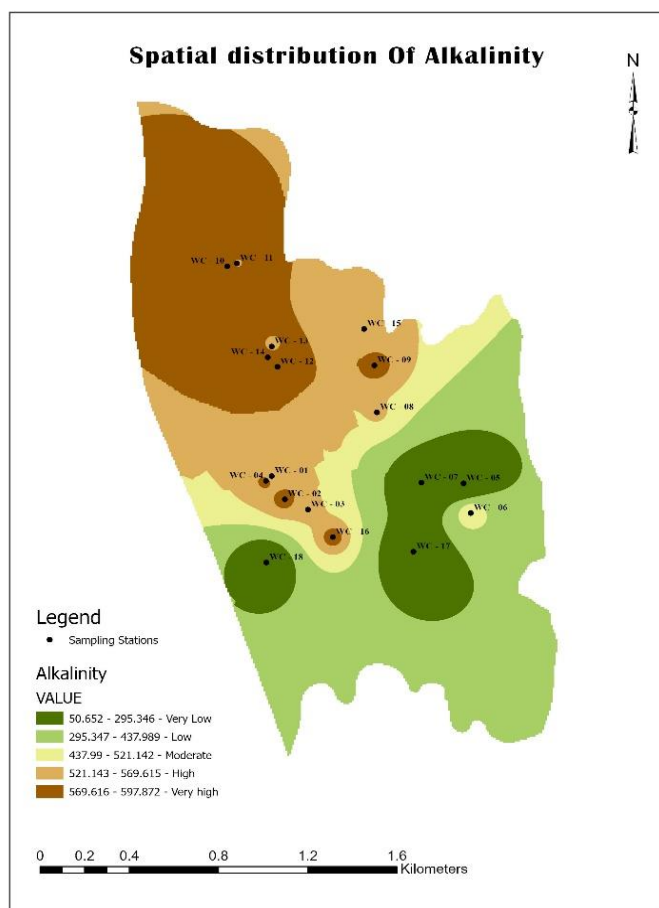 Spatial distribution Of Alkalinity
N
WC - 10
WC - 11
WC - 15
WC - 13
WC - 14
WC - 12
WC - 09
WC - 08
WC - 01
WC - 04
WC - 07
WC - 05
WC - 02
WC - 03
WC - 06
WC - 16
WC - 17
WC - 18
Legend
Sampling Stations
Alkalinity
VALUE
50.652 - 295.346 - Very Low
295.347 - 437.989 - Low
437.99 - 521.142 - Moderate
521.143 - 569.615 - High
569.616 - 597.872 - Very high
0 0.2 0.4 0.8 1.2 1.6
Kilometers